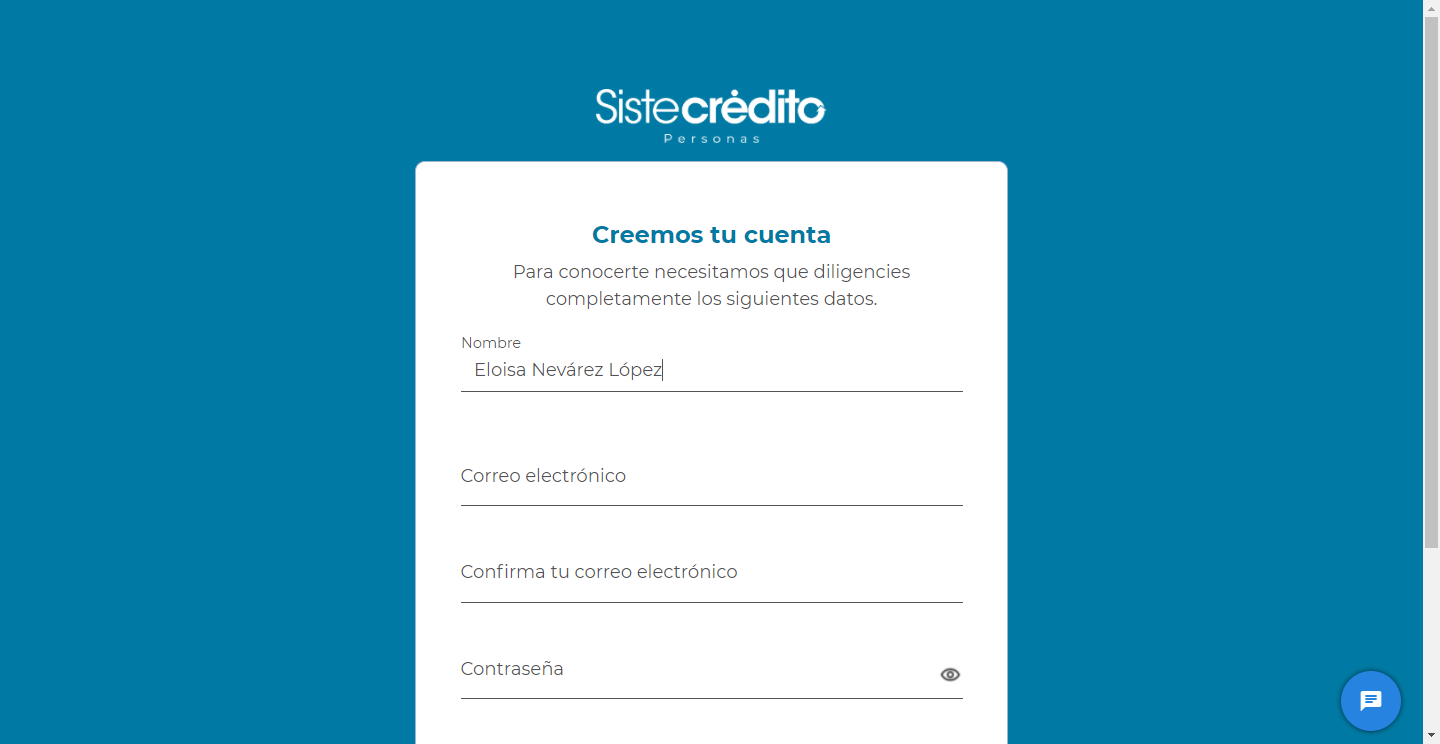 Sistecrédito
Personas
Creemos tu cuenta
Para conocerte necesitamos que diligencies
completamente los siguientes datos.
Nombre
Eloisa Nevárez López
Correo electrónico
Confirma tu correo electrónico
Contraseña